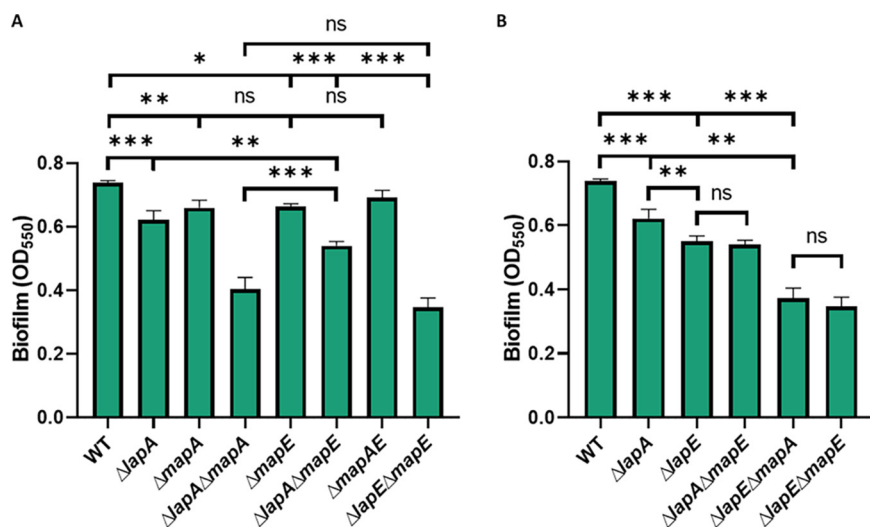 A
ns
* *** ***
** ns ns
*** **
***
0.8
0.6
0.4
0.2
0.0
Biofilm (OD550)
WT
ΔlapA
ΔmapA
ΔlapAΔmapA
ΔmapE
ΔlapAΔmapE
ΔmapAE
ΔlapEΔmapE
B
*** ***
*** **
**
ns
ns
0.8
0.6
0.4
0.2
0.0
Biofilm (OD550)
WT
ΔlapA
ΔlapE
ΔlapAΔmapE
ΔlapEΔmapA
ΔlapEΔmapE